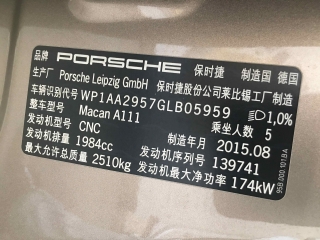 品牌 PORSCHE 保时捷 制造国 德国
生产厂 Porsche Leipzig GmbH 保时捷股份公司莱比锡工厂制造
车辆识别代号 WP1AA2957GLB05959 1,0%
整车型号 Macan A111 乘坐人数 5
发动机型号 CNC 制造年月 2015.08
发动机排量 1984cc 发动机序列号 139741
最大允许总质量 2510kg 发动机最大净功率 174kW
95B 000 101 BA